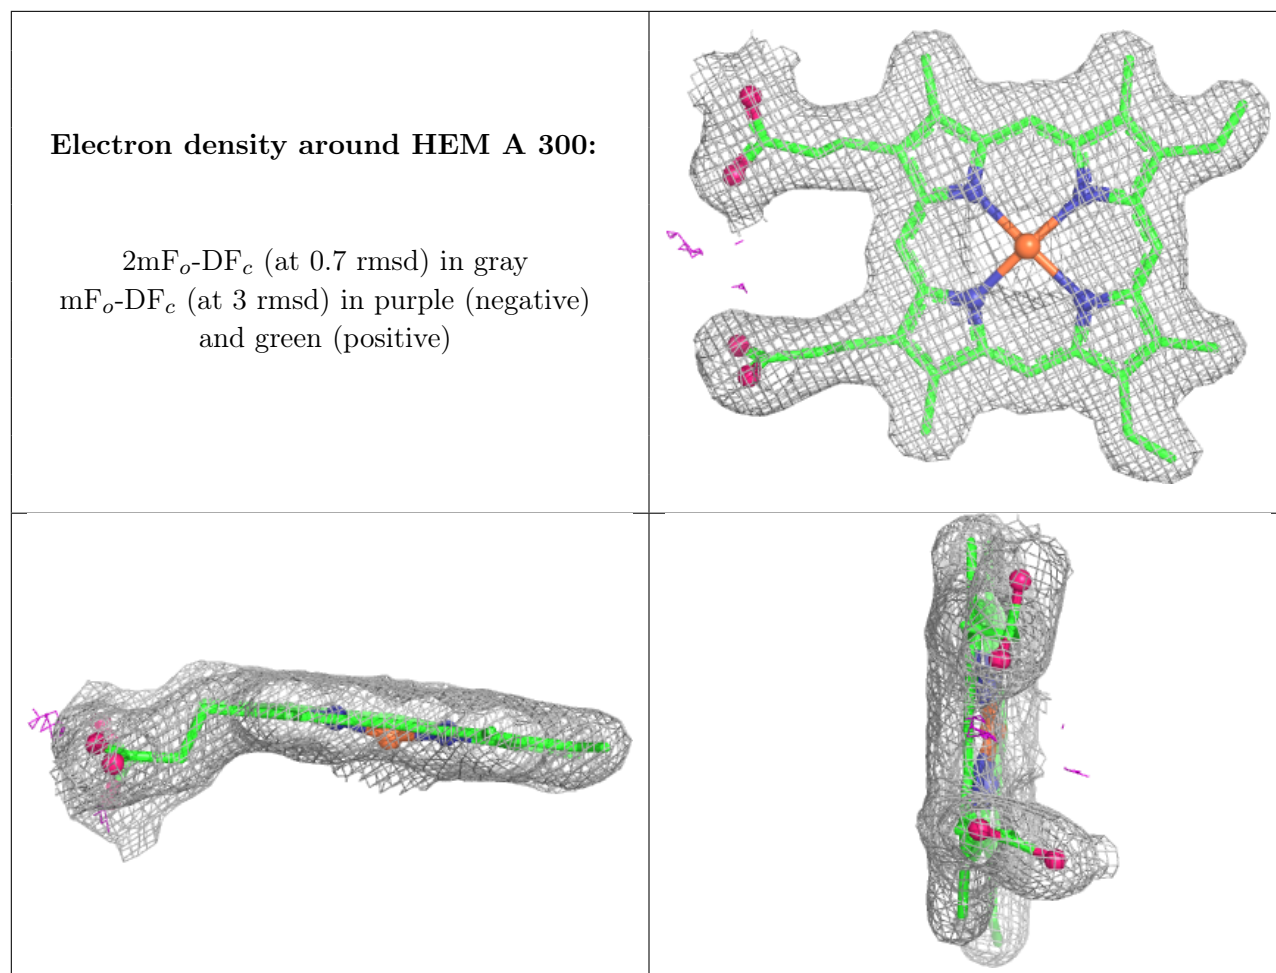 Electron density around HEM A 300:
2mFo-DFc (at 0.7 rmsd) in gray
mFo-DFc (at 3 rmsd) in purple (negative)
and green (positive)